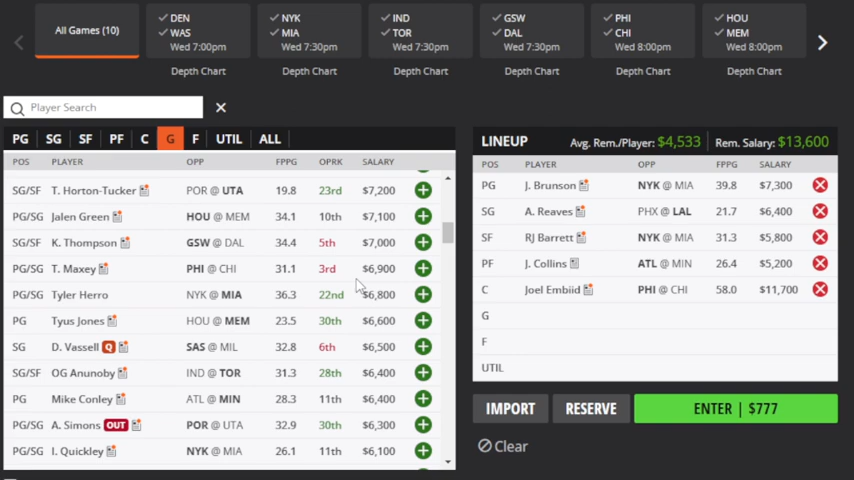 All Games (10)
DEN
WAS
Wed 7:00pm
Depth Chart
NYK
MIA
Wed 7:30pm
Depth Chart
IND
TOR
Wed 7:30pm
Depth Chart
GSW
DAL
Wed 7:30pm
Depth Chart
PHI
CHI
Wed 8:00pm
Depth Chart
HOU
MEM
Wed 8:00pm
Depth Chart
Player Search
PG SG SF PF C G F UTIL ALL
POS PLAYER OPP FPPG OPRK SALARY
SG/SF T. Horton-Tucker POR @ UTA 19.8 23rd $7,200
PG/SG Jalen Green HOU @ MEM 34.1 10th $7,100
SG/SF K. Thompson GSW @ DAL 34.4 5th $7,000
PG/SG T. Maxey PHI @ CHI 31.1 3rd $6,900
PG/SG Tyler Herro NYK @ MIA 36.3 22nd $6,800
PG Tyus Jones HOU @ MEM 23.5 30th $6,600
SG D. Vassell Q SAS @ MIL 32.8 6th $6,500
SG/SF OG Anunoby IND @ TOR 31.3 28th $6,400
PG Mike Conley ATL @ MIN 28.3 11th $6,400
PG/SG A. Simons OUT POR @ UTA 32.9 30th $6,300
PG/SG I. Quickley NYK @ MIA 26.1 11th $6,100
LINEUP Avg. Rem./Player: $4,533 Rem. Salary: $13,600
POS PLAYER OPP FPPG SALARY
PG J. Brunson NYK @ MIA 39.8 $7,300
SG A. Reaves PHX @ LAL 21.7 $6,400
SF RJ Barrett NYK @ MIA 31.3 $5,800
PF J. Collins ATL @ MIN 26.4 $5,200
C Joel Embiid PHI @ CHI 58.0 $11,700
G
F
UTIL
IMPORT RESERVE ENTER | $777
Clear